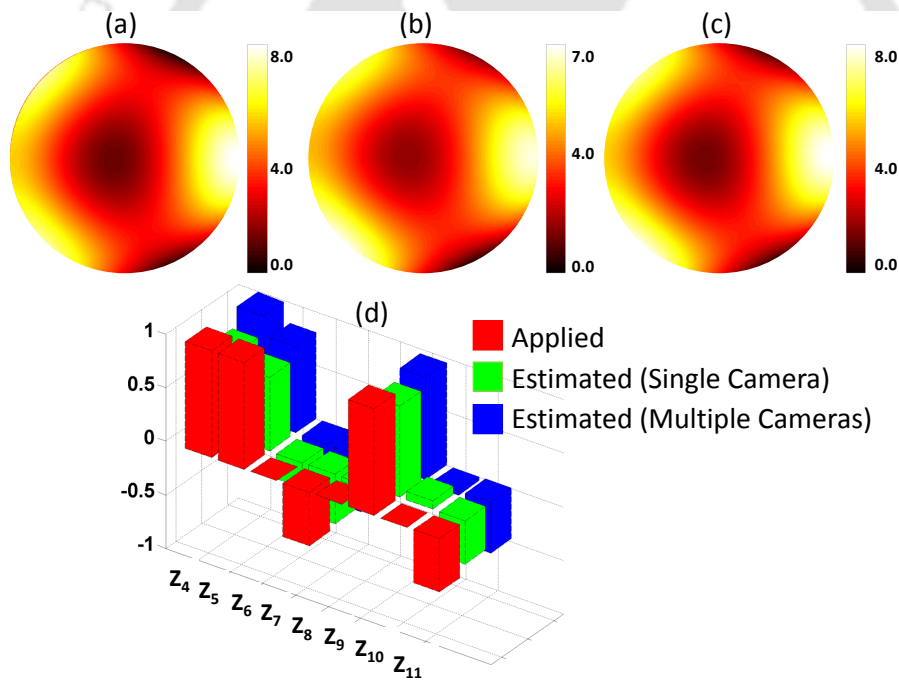 (a) (b) (c)
8.0 7.0 8.0
4.0 4.0 4.0
0.0 0.0 0.0
(d)
1
0.5
0
-0.5
-1
Applied
Estimated (Single Camera)
Estimated (Multiple Cameras)
Z₄ Z₅ Z₆ Z₇ Z₈ Z₉ Z₁₀ Z₁₁